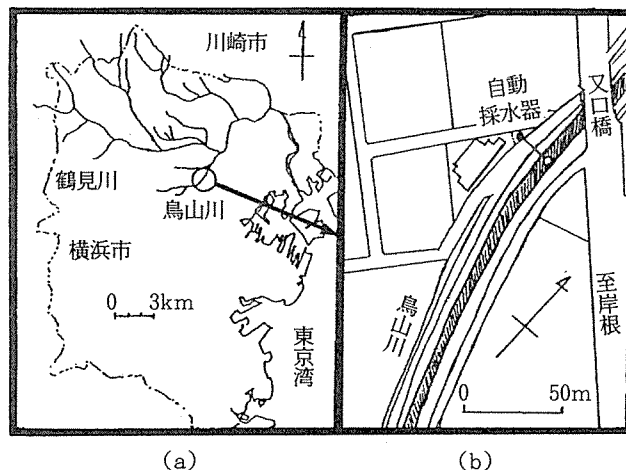 川崎市
鶴見川
鳥山川
横浜市
0 3km
東京湾
(a)
自動
採水器
又口橋
鳥山川
至岸根
0 50m
(b)